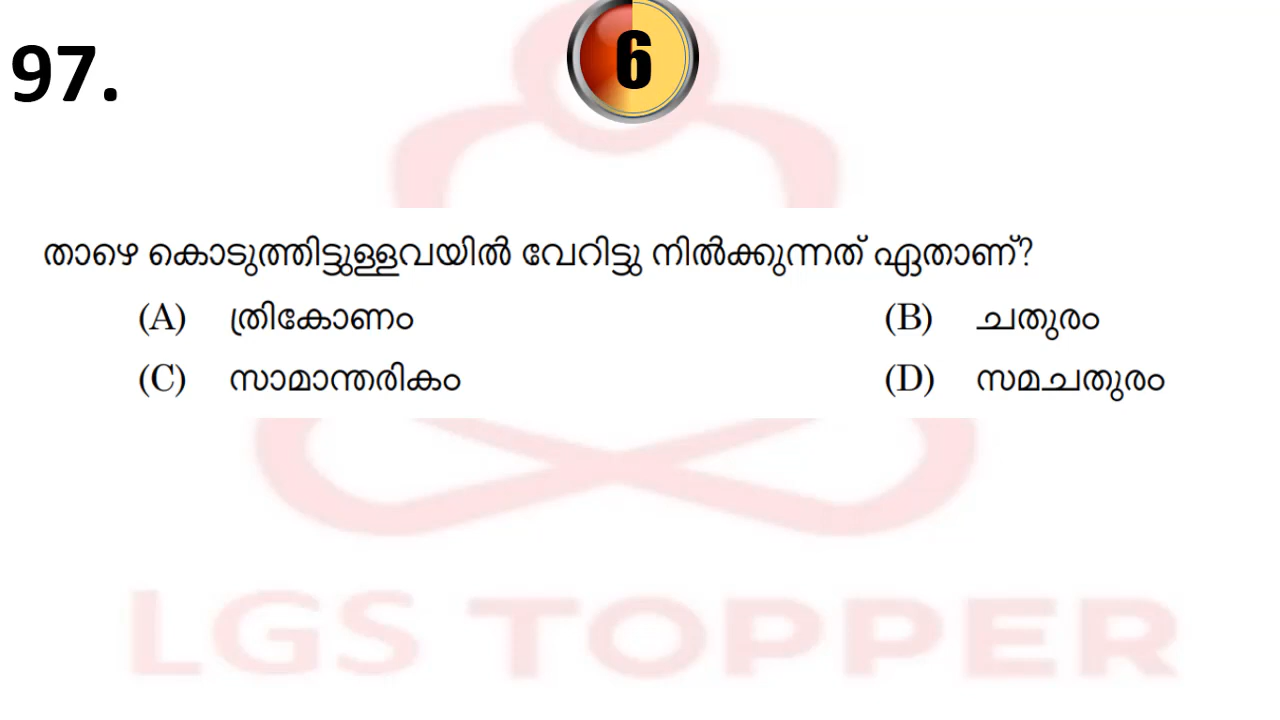 97.
6
താഴെ കൊടുത്തിട്ടുള്ളവയിൽ വേറിട്ടു നിൽക്കുന്നത് ഏതാണ്?
(A) ത്രികോണം (B) ചതുരം
(C) സാമാന്തരികം (D) സമചതുരം
LGS TOPPER